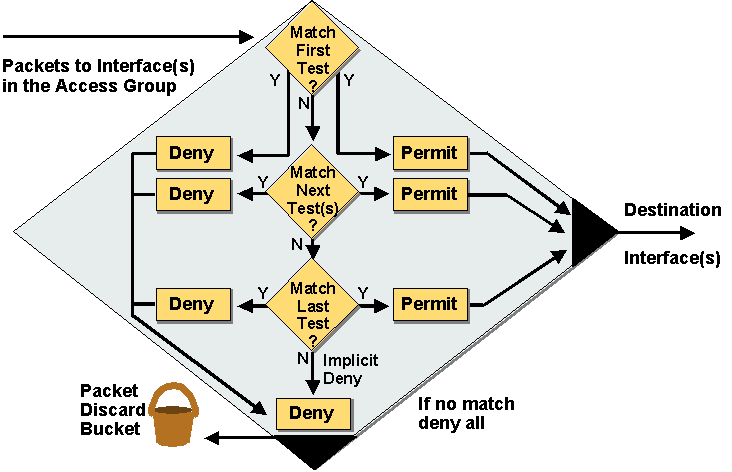 Match
First
Test
?
Packets to Interface(s)
in the Access Group
Y
Y
N
Deny
Permit
Deny
Y
Match
Next
Test(s)
?
Y
Permit
Destination
Interface(s)
N
Deny
Y
Match
Last
Test
?
Y
Permit
N
Implicit
Deny
Packet
Discard
Bucket
Deny
If no match
deny all